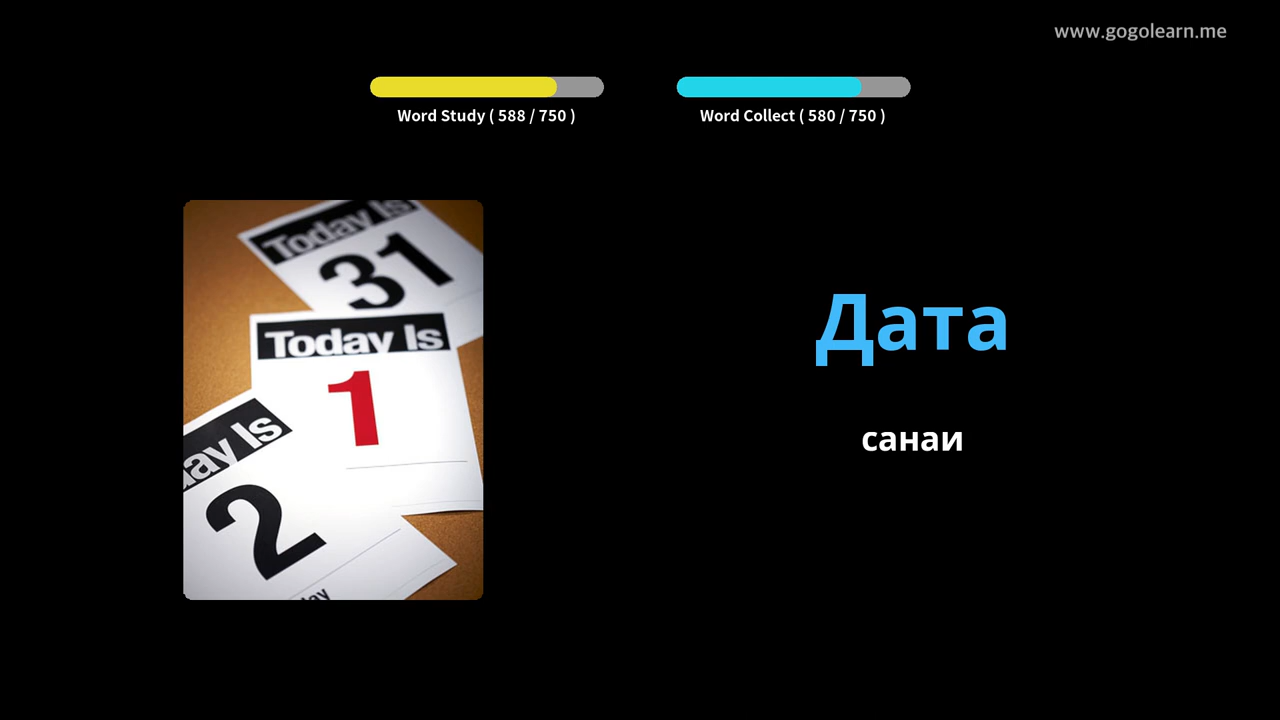 www.gogolearn.me
Word Study ( 588 / 750 )
Word Collect ( 580 / 750 )
Today Is
31
Today Is
1
ay Is
2
Дата
санаи